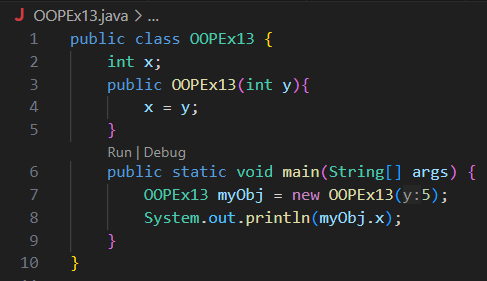 J OOPEx13.java > ...
1 public class OOPEx13 {
2 int x;
3 public OOPEx13(int y){
4 x = y;
5 }
Run | Debug
6 public static void main(String[] args) {
7 OOPEx13 myObj = new OOPEx13(y:5);
8 System.out.println(myObj.x);
9 }
10 }